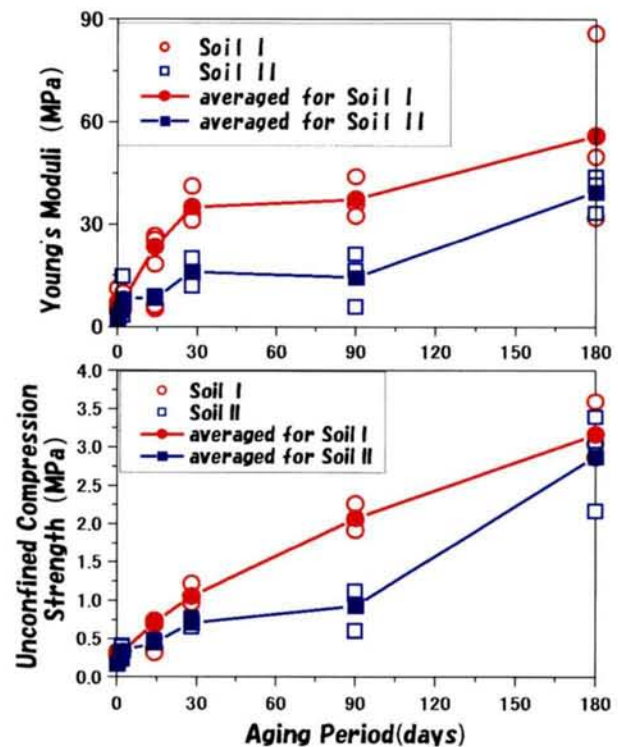 90
60
30
0
Young's Moduli (MPa)
Soil I
Soil II
averaged for Soil I
averaged for Soil II
0 30 60 90 120 150 180
4.0
3.5
3.0
2.5
2.0
1.5
1.0
0.5
0.0
Unconfined Compression
Strength (MPa)
Soil I
Soil II
averaged for Soil I
averaged for Soil II
0 30 60 90 120 150 180
Aging Period(days)